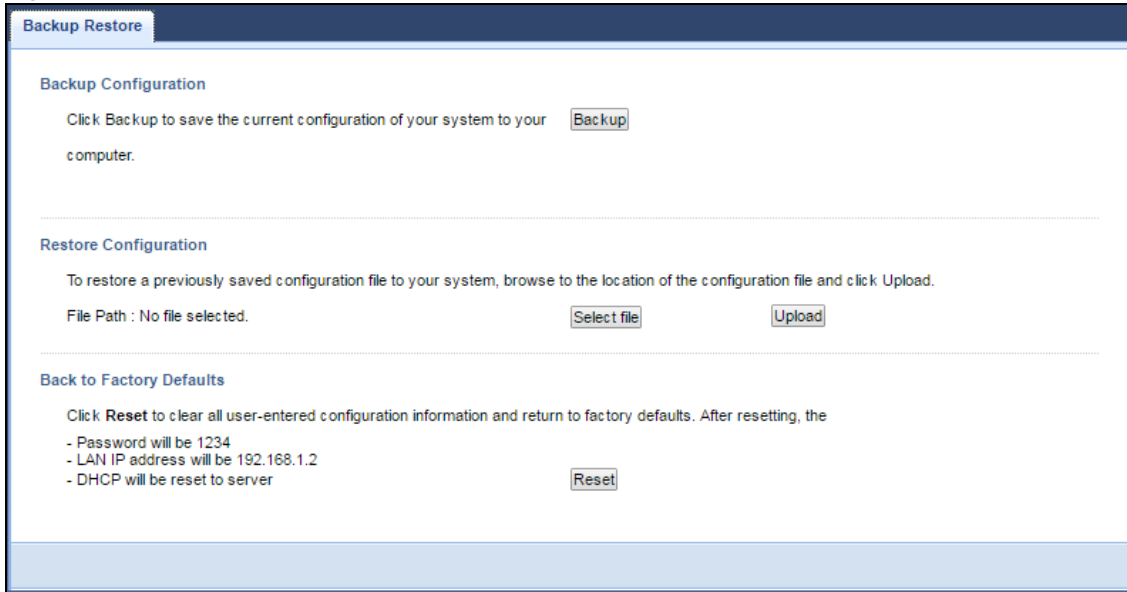 Backup Restore
Backup Configuration
Click Backup to save the current configuration of your system to your
Backup
computer.
Restore Configuration
To restore a previously saved configuration file to your system, browse to the location of the configuration file and click Upload.
File Path : No file selected.
Select file
Upload
Back to Factory Defaults
Click Reset to clear all user-entered configuration information and return to factory defaults. After resetting, the
- Password will be 1234
- LAN IP address will be 192.168.1.2
- DHCP will be reset to server
Reset